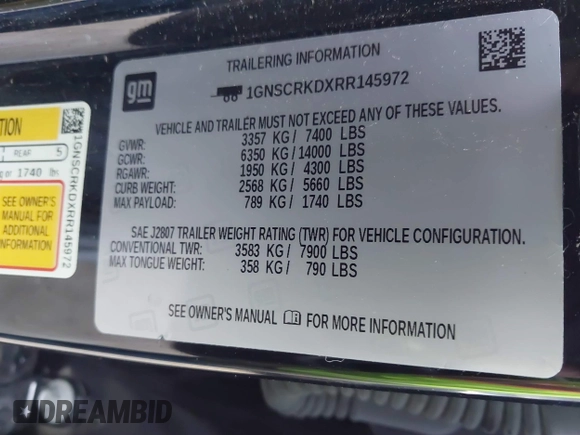 gm
TRAILERING INFORMATION
1GNSCRKDXRR145972
VEHICLE AND TRAILER MUST NOT EXCEED ANY OF THESE VALUES.
GVWR: 3357 KG / 7400 LBS
GCWR: 6350 KG / 14000 LBS
RGAWR: 1950 KG / 4300 LBS
CURB WEIGHT: 2568 KG / 5660 LBS
MAX PAYLOAD: 789 KG / 1740 LBS
SAE J2807 TRAILER WEIGHT RATING (TWR) FOR VEHICLE CONFIGURATION.
CONVENTIONAL TWR: 3583 KG / 7900 LBS
MAX TONGUE WEIGHT: 358 KG / 790 LBS
SEE OWNER'S MANUAL FOR MORE INFORMATION
REAR 5
or 1740 lbs
SEE OWNER'S
MANUAL FOR
ADDITIONAL
INFORMATION
1GNSCRKDXRR145972
DREAMBID